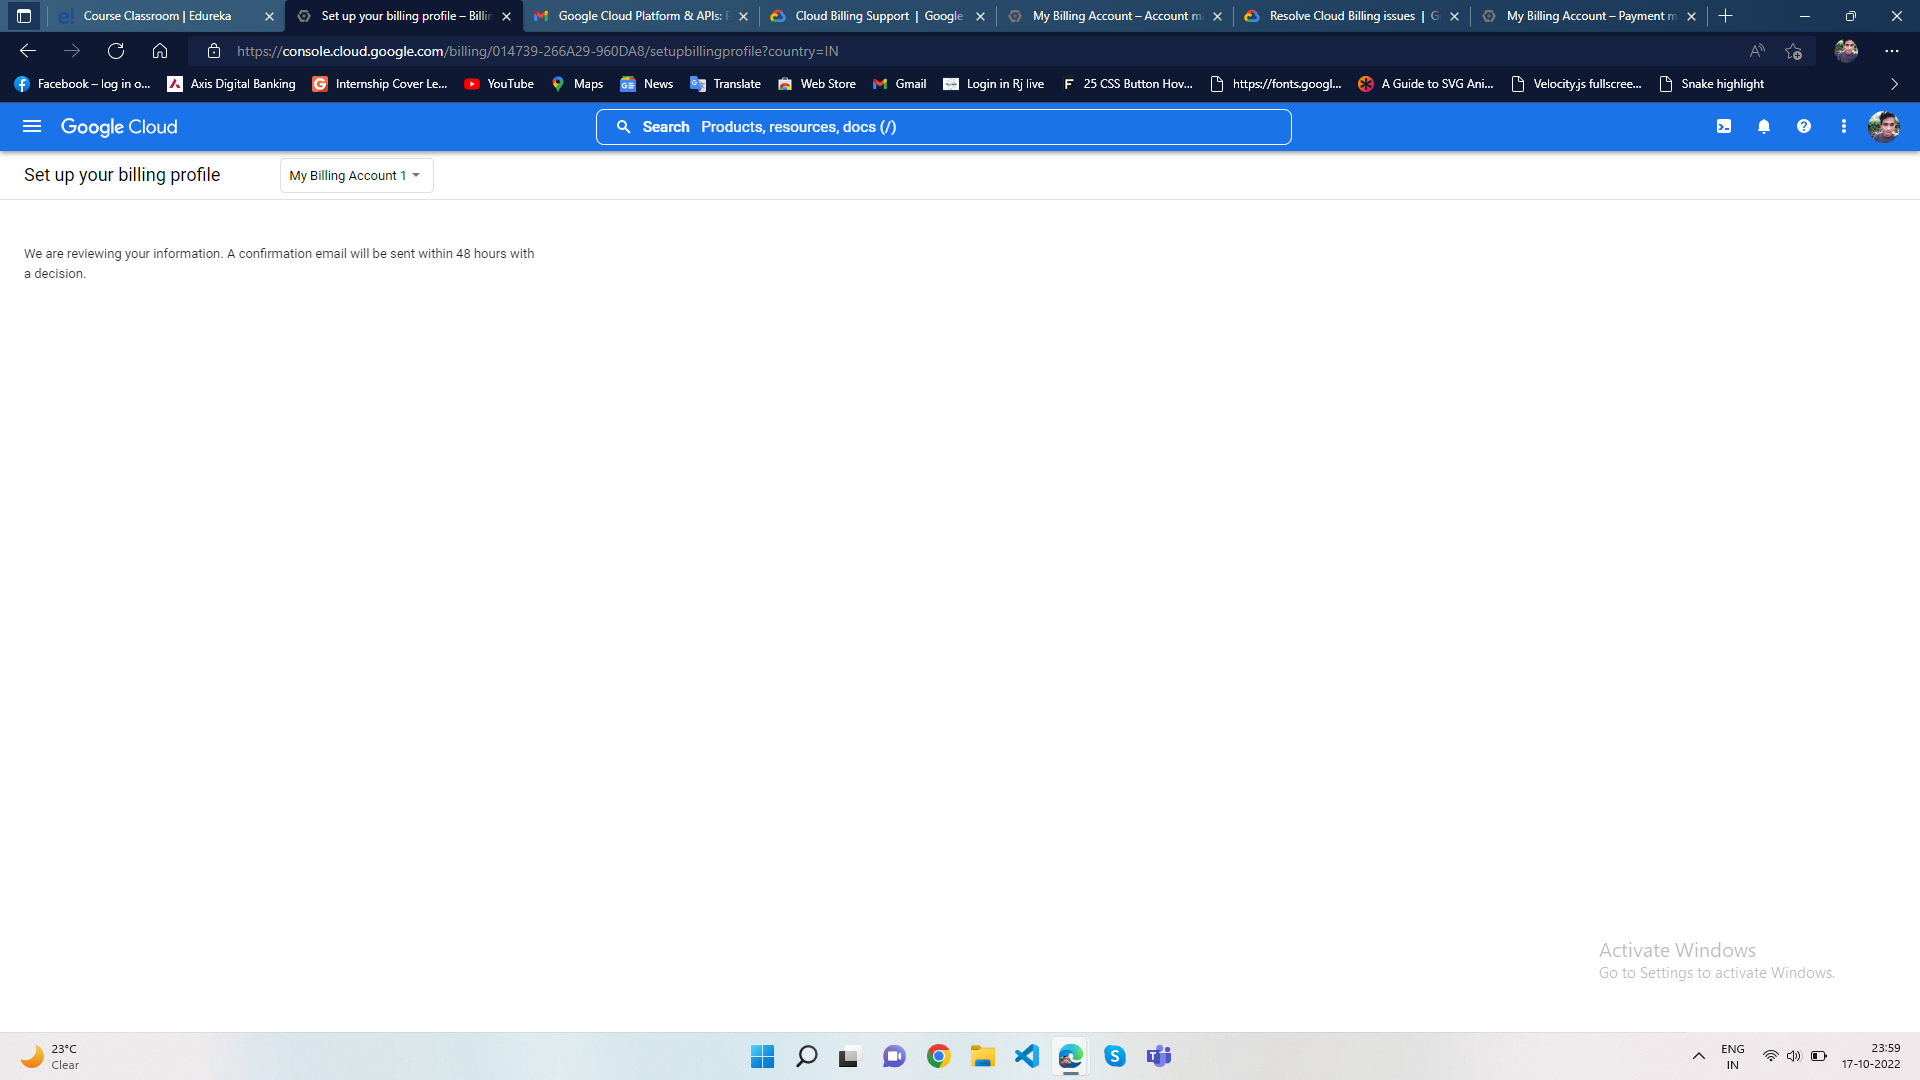 Course Classroom | Edureka
Set up your billing profile – Billin
Google Cloud Platform & APIs:
Cloud Billing Support | Google
My Billing Account – Account m
Resolve Cloud Billing issues | G
My Billing Account – Payment m
https://console.cloud.google.com/billing/014739-266A29-960DA8/setupbillingprofile?country=IN
Facebook – log in o...
Axis Digital Banking
Internship Cover Le...
YouTube
Maps
News
Translate
Web Store
Gmail
Login in Rj live
25 CSS Button Hov...
https://fonts.googl...
A Guide to SVG Ani...
Velocity.js fullscree...
Snake highlight
Google Cloud
Search Products, resources, docs (/)
Set up your billing profile
My Billing Account 1
We are reviewing your information. A confirmation email will be sent within 48 hours with
a decision.
Activate Windows
Go to Settings to activate Windows.
23°C
Clear
ENG
IN
23:59
17-10-2022